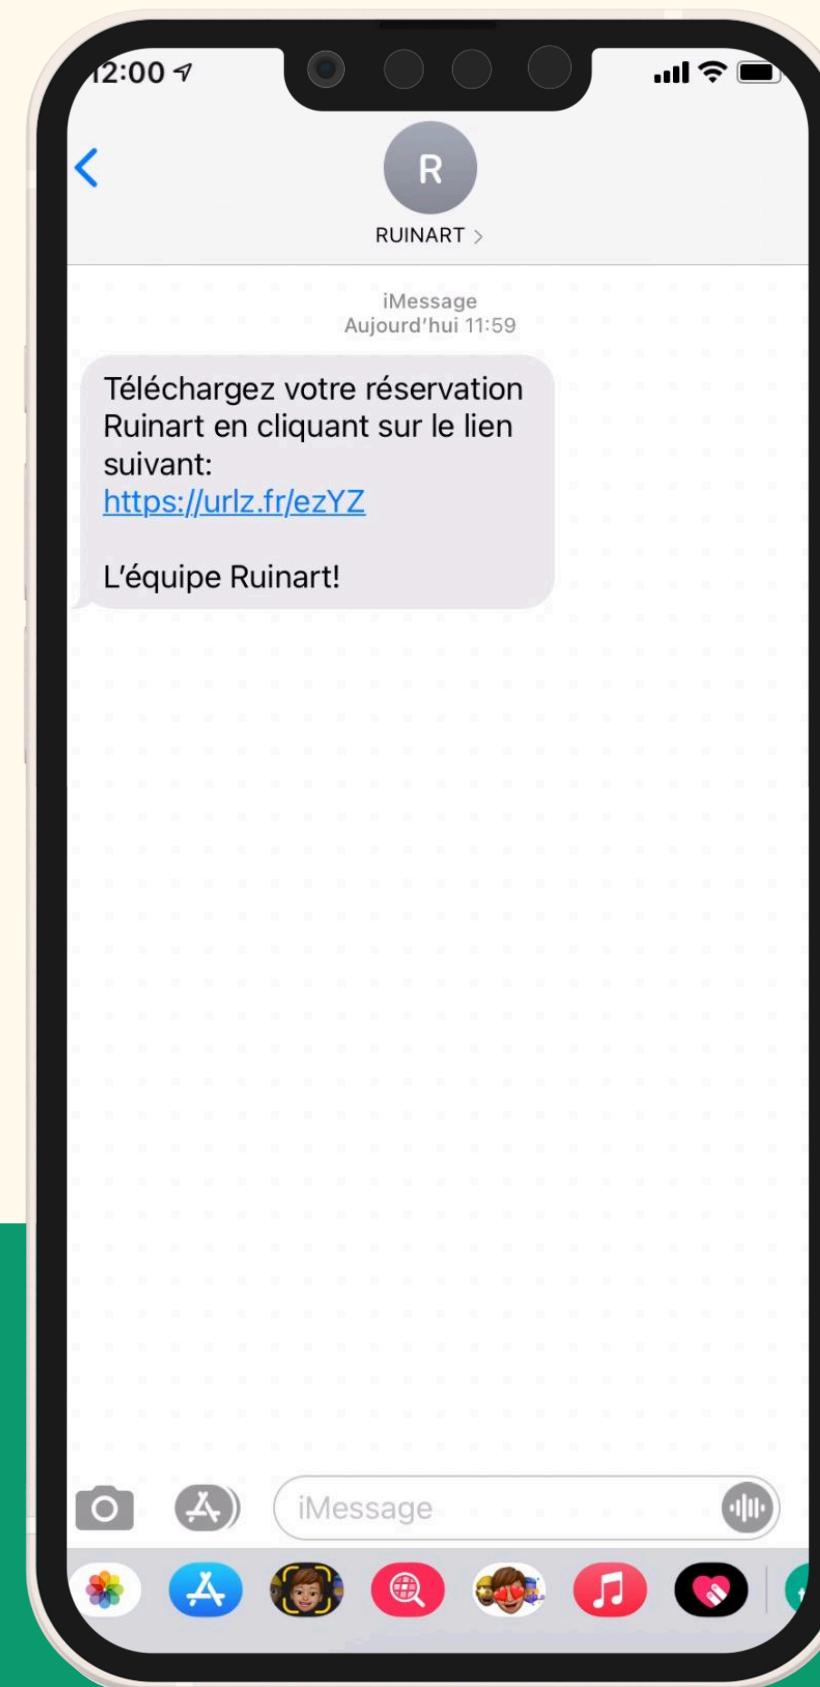 12:00
R
RUINART >
iMessage
Aujourd'hui 11:59
Téléchargez votre réservation
Ruinart en cliquant sur le lien
suivant:
https://urlz.fr/ezYZ
L'équipe Ruinart!
iMessage